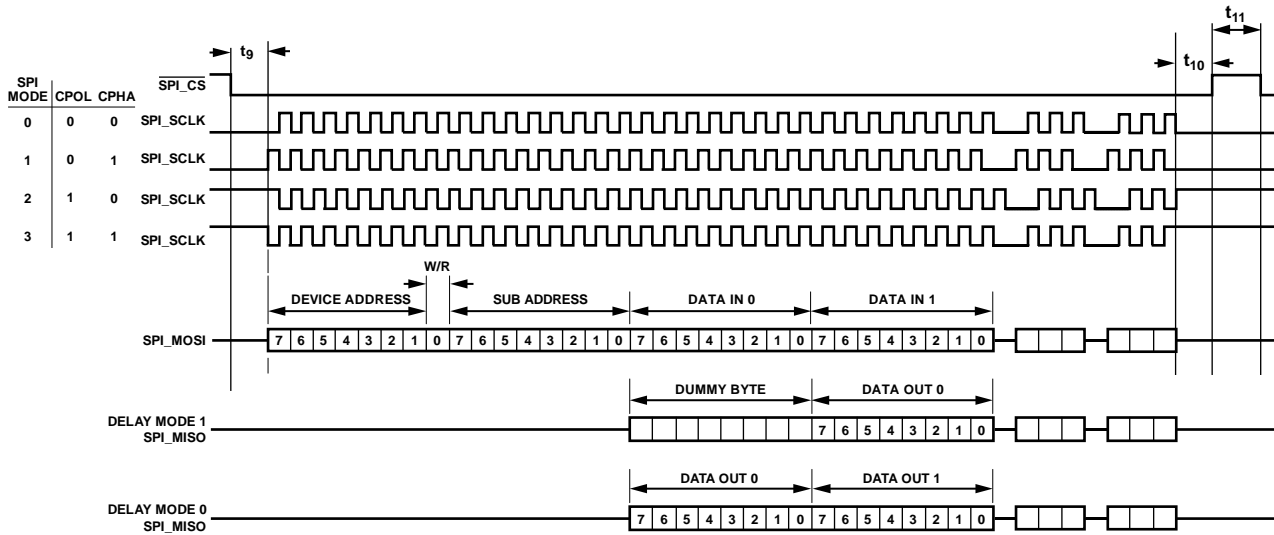 t11
t9
t10
SPI
MODE CPOL CPHA
SPI_CS
0 0 0 SPI_SCLK
1 0 1 SPI_SCLK
2 1 0 SPI_SCLK
3 1 1 SPI_SCLK
W/R
DEVICE ADDRESS SUB ADDRESS DATA IN 0 DATA IN 1
SPI_MOSI 7 6 5 4 3 2 1 0 7 6 5 4 3 2 1 0 7 6 5 4 3 2 1 0 7 6 5 4 3 2 1 0
DUMMY BYTE DATA OUT 0
DELAY MODE 1
SPI_MISO
7 6 5 4 3 2 1 0
DATA OUT 0 DATA OUT 1
DELAY MODE 0
SPI_MISO
7 6 5 4 3 2 1 0 7 6 5 4 3 2 1 0